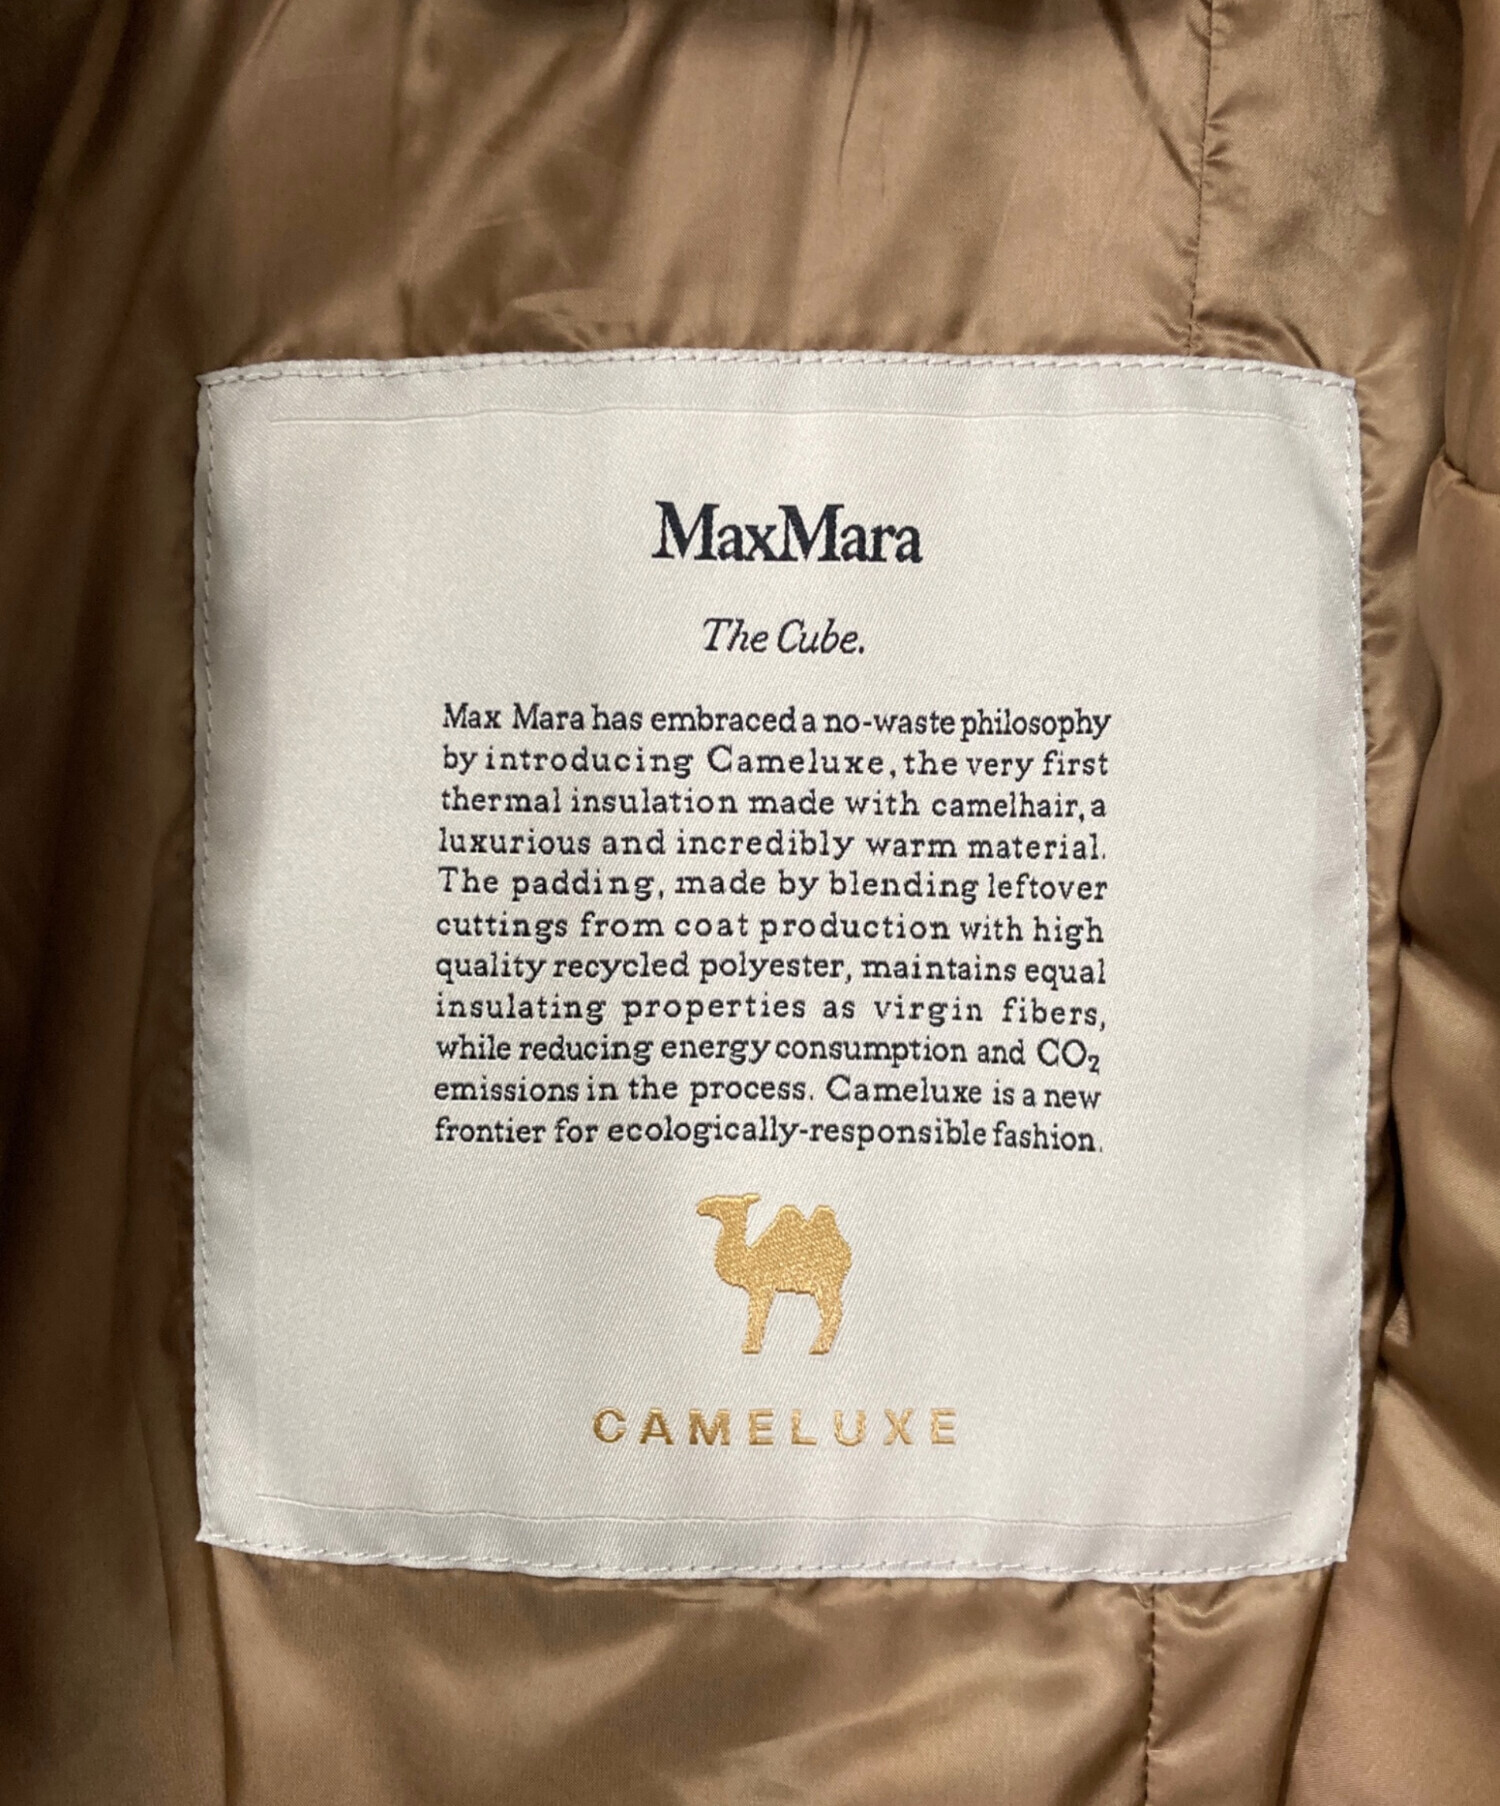 MaxMara
The Cube.
Max Mara has embraced a no-waste philosophy
by introducing Cameluxe, the very first
thermal insulation made with camelhair, a
luxurious and incredibly warm material.
The padding, made by blending leftover
cuttings from coat production with high
quality recycled polyester, maintains equal
insulating properties as virgin fibers,
while reducing energy consumption and CO₂
emissions in the process. Cameluxe is a new
frontier for ecologically-responsible fashion.
CAMELUXE